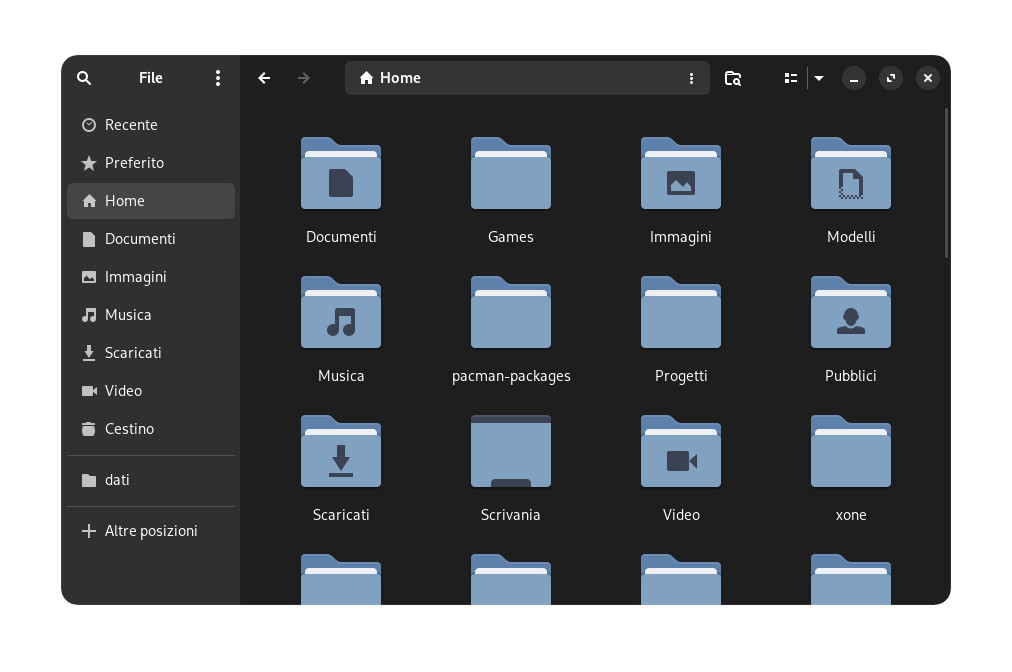 File
Home
Recente
Preferito
Home
Documenti
Immagini
Musica
Scaricati
Video
Cestino
dati
Altre posizioni
Documenti
Games
Immagini
Modelli
Musica
pacman-packages
Progetti
Pubblici
Scaricati
Scrivania
Video
xone